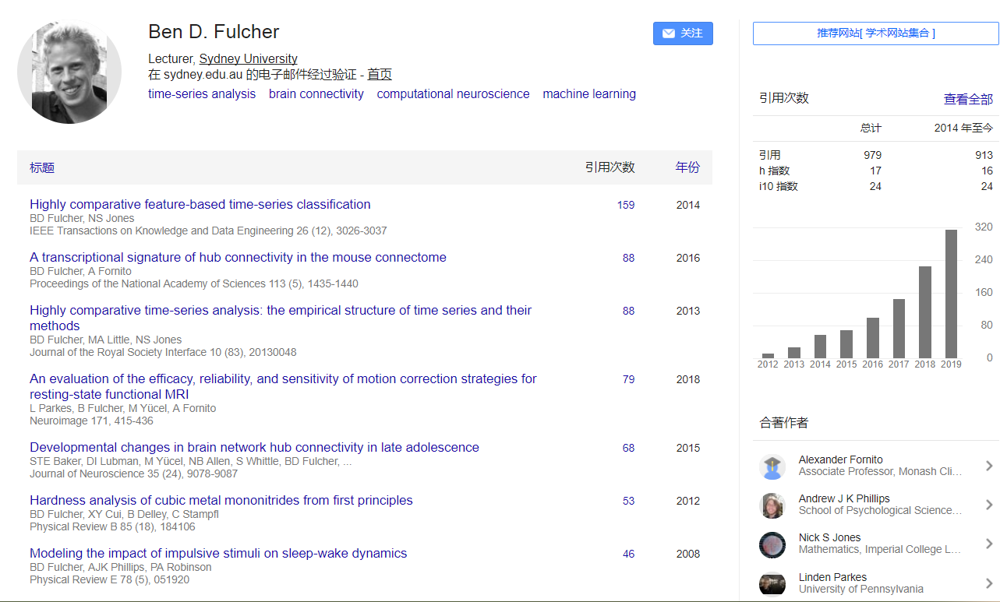 Ben D. Fulcher
关注
Lecturer, Sydney University
在 sydney.edu.au 的电子邮件经过验证 - 首页
time-series analysis brain connectivity computational neuroscience machine learning
标题 引用次数 年份
Highly comparative feature-based time-series classification 159 2014
BD Fulcher, NS Jones
IEEE Transactions on Knowledge and Data Engineering 26 (12), 3026-3037
A transcriptional signature of hub connectivity in the mouse connectome 88 2016
BD Fulcher, A Fornito
Proceedings of the National Academy of Sciences 113 (5), 1435-1440
Highly comparative time-series analysis: the empirical structure of time series and their 88 2013
methods
BD Fulcher, MA Little, NS Jones
Journal of the Royal Society Interface 10 (83), 20130048
An evaluation of the efficacy, reliability, and sensitivity of motion correction strategies for 79 2018
resting-state functional MRI
L Parkes, B Fulcher, M Yücel, A Fornito
Neuroimage 171, 415-436
Developmental changes in brain network hub connectivity in late adolescence 68 2015
STE Baker, DI Lubman, M Yücel, NB Allen, S Whittle, BD Fulcher, ...
Journal of Neuroscience 35 (24), 9078-9087
Hardness analysis of cubic metal mononitrides from first principles 53 2012
BD Fulcher, XY Cui, B Delley, C Stampfl
Physical Review B 85 (18), 184106
Modeling the impact of impulsive stimuli on sleep-wake dynamics 46 2008
BD Fulcher, AJK Phillips, PA Robinson
Physical Review E 78 (5), 051920
推荐网站[ 学术网站集合 ]
引用次数 查看全部
总计 2014 年至今
引用 979 913
h 指数 17 16
i10 指数 24 24
320
240
160
80
0
2012 2013 2014 2015 2016 2017 2018 2019
合著作者
Alexander Fornito
Associate Professor, Monash Cli...
Andrew J K Phillips
School of Psychological Science...
Nick S Jones
Mathematics, Imperial College L...
Linden Parkes
University of Pennsylvania